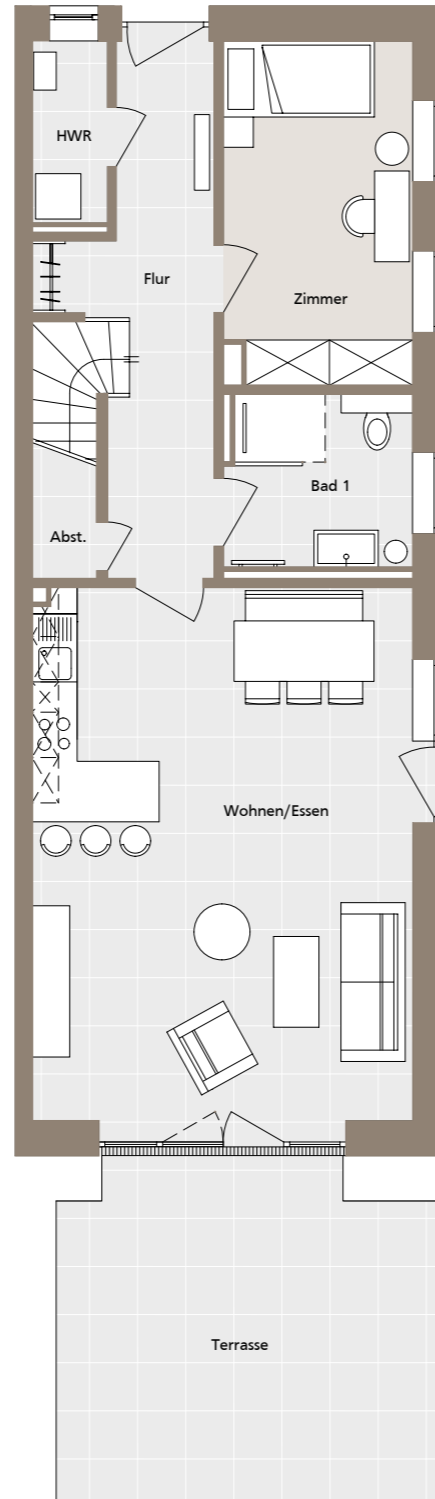 HWR
Flur
Zimmer
Bad 1
Abst.
Wohnen/Essen
Terrasse